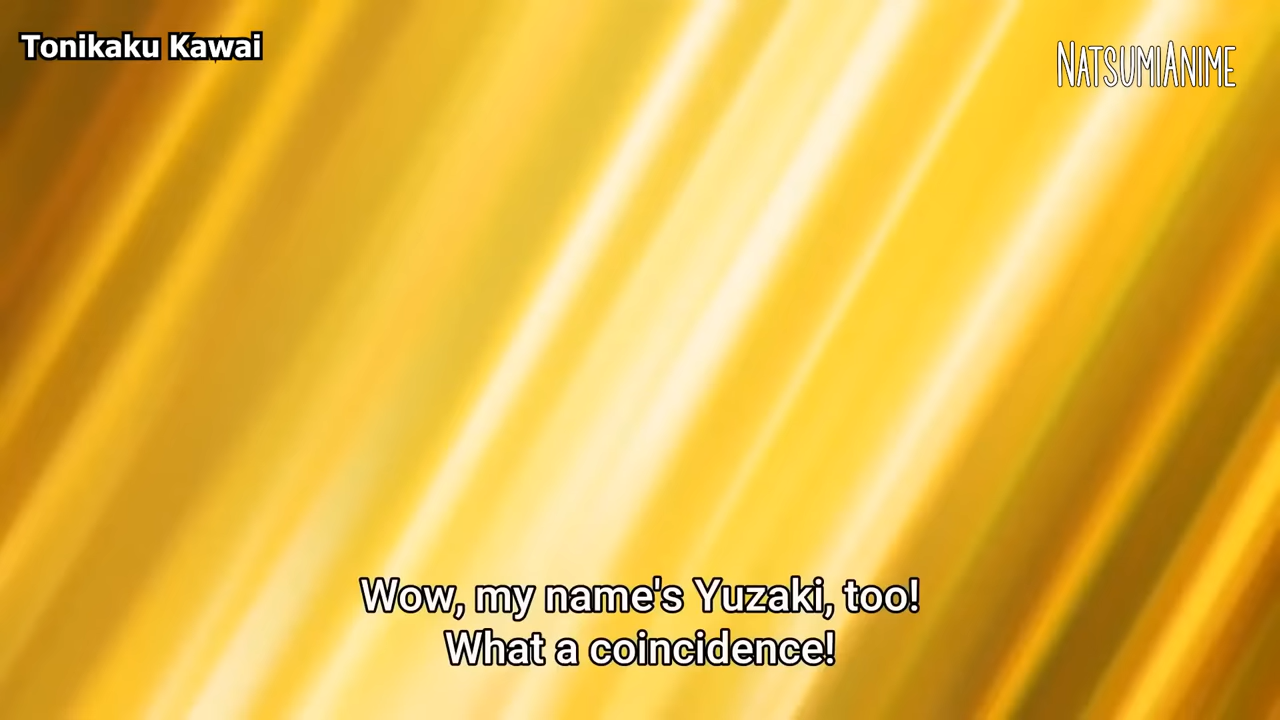 Tonikaku Kawai
NATSUMIANIME
Wow, my name's Yuzaki, too!
What a coincidence!